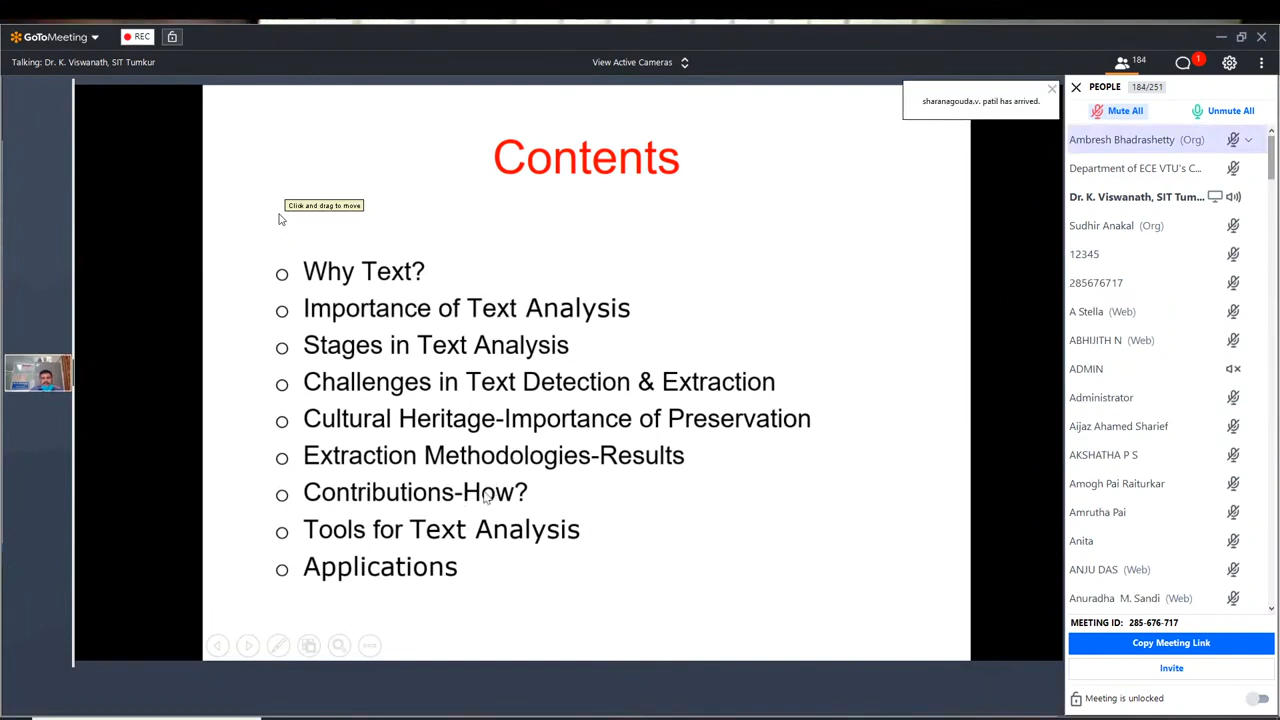 GoToMeeting
REC
Talking: Dr. K. Viswanath, SIT Tumkur
View Active Cameras
184
1
sharanagouda.v. patil has arrived.
Contents
Click and drag to move
Why Text?
Importance of Text Analysis
Stages in Text Analysis
Challenges in Text Detection & Extraction
Cultural Heritage-Importance of Preservation
Extraction Methodologies-Results
Contributions-How?
Tools for Text Analysis
Applications
PEOPLE 184/251
Mute All Unmute All
Ambresh Bhadrashetty (Org)
Department of ECE VTU's C...
Dr. K. Viswanath, SIT Tum...
Sudhir Anakal (Org)
12345
285676717
A Stella (Web)
ABHIJITH N (Web)
ADMIN
Administrator
Aijaz Ahamed Sharief
AKSHATHA P S
Amogh Pai Raiturkar
Amrutha Pai
Anita
ANJU DAS (Web)
Anuradha M. Sandi (Web)
MEETING ID: 285-676-717
Copy Meeting Link
Invite
Meeting is unlocked